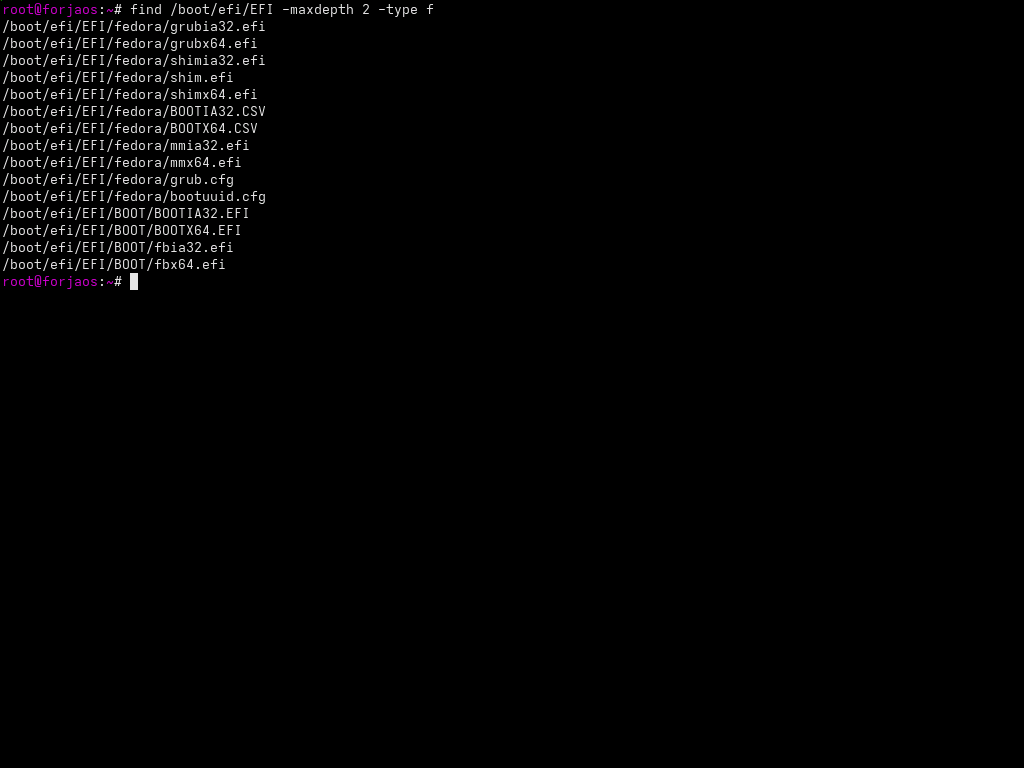 root@forjaos:~# find /boot/efi/EFI -maxdepth 2 -type f
/boot/efi/EFI/fedora/grubia32.efi
/boot/efi/EFI/fedora/grubx64.efi
/boot/efi/EFI/fedora/shimia32.efi
/boot/efi/EFI/fedora/shim.efi
/boot/efi/EFI/fedora/shimx64.efi
/boot/efi/EFI/fedora/BOOTIA32.CSV
/boot/efi/EFI/fedora/BOOTX64.CSV
/boot/efi/EFI/fedora/mmia32.efi
/boot/efi/EFI/fedora/mmx64.efi
/boot/efi/EFI/fedora/grub.cfg
/boot/efi/EFI/fedora/bootuuid.cfg
/boot/efi/EFI/BOOT/BOOTIA32.EFI
/boot/efi/EFI/BOOT/BOOTX64.EFI
/boot/efi/EFI/BOOT/fbia32.efi
/boot/efi/EFI/BOOT/fbx64.efi
root@forjaos:~#